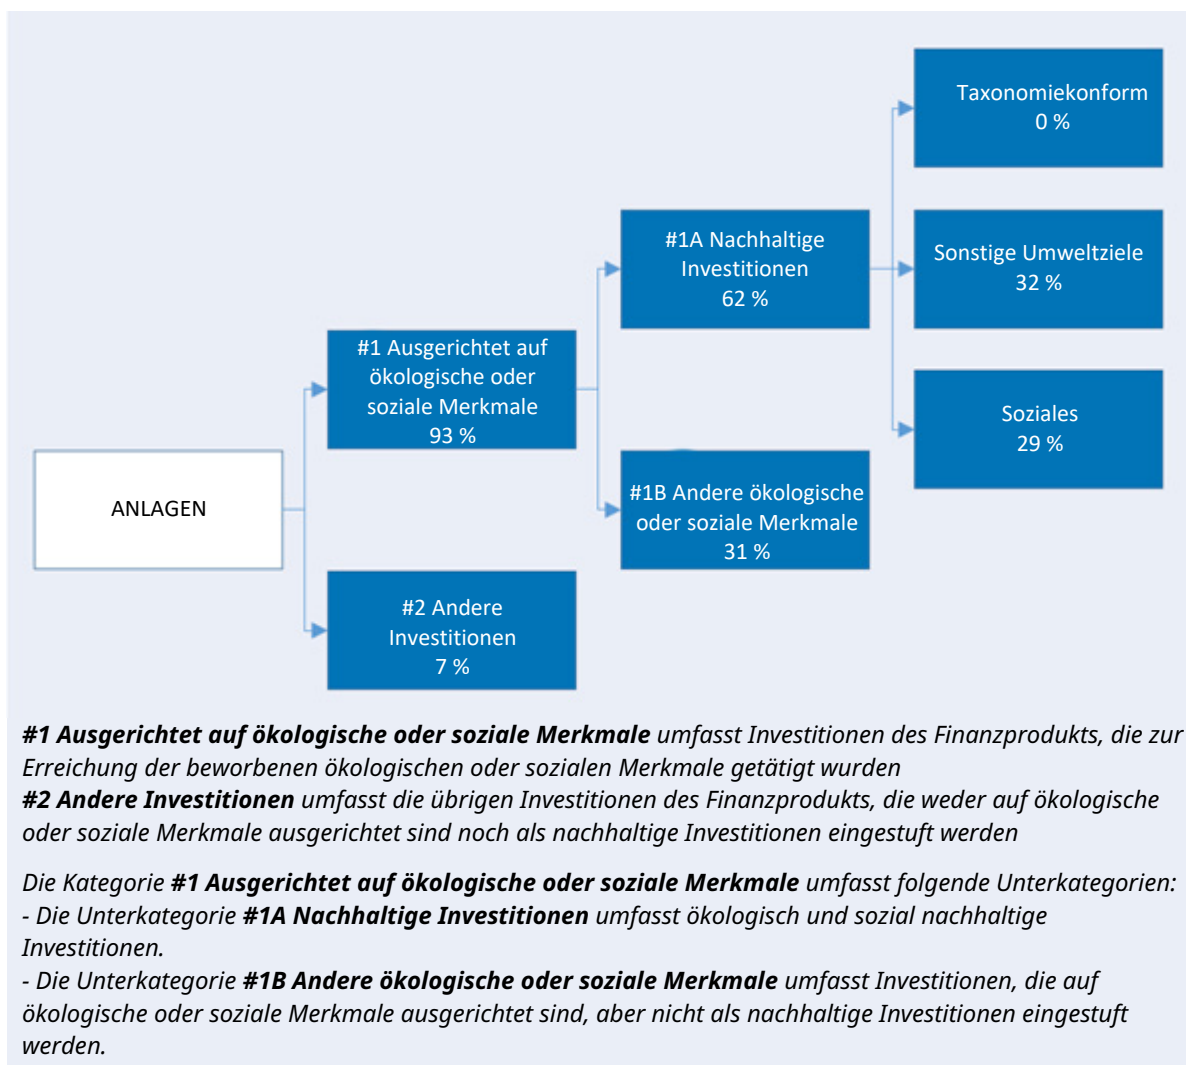 Taxonomiekonform
0 %
#1A Nachhaltige
Investitionen
62 %
Sonstige Umweltziele
32 %
#1 Ausgerichtet auf
ökologische oder
soziale Merkmale
93 %
Soziales
29 %
ANLAGEN
#1B Andere ökologische
oder soziale Merkmale
31 %
#2 Andere
Investitionen
7 %
#1 Ausgerichtet auf ökologische oder soziale Merkmale umfasst Investitionen des Finanzprodukts, die zur
Erreichung der beworbenen ökologischen oder sozialen Merkmale getätigt wurden
#2 Andere Investitionen umfasst die übrigen Investitionen des Finanzprodukts, die weder auf ökologische
oder soziale Merkmale ausgerichtet sind noch als nachhaltige Investitionen eingestuft werden
Die Kategorie #1 Ausgerichtet auf ökologische oder soziale Merkmale umfasst folgende Unterkategorien:
- Die Unterkategorie #1A Nachhaltige Investitionen umfasst ökologisch und sozial nachhaltige
Investitionen.
- Die Unterkategorie #1B Andere ökologische oder soziale Merkmale umfasst Investitionen, die auf
ökologische oder soziale Merkmale ausgerichtet sind, aber nicht als nachhaltige Investitionen eingestuft
werden.